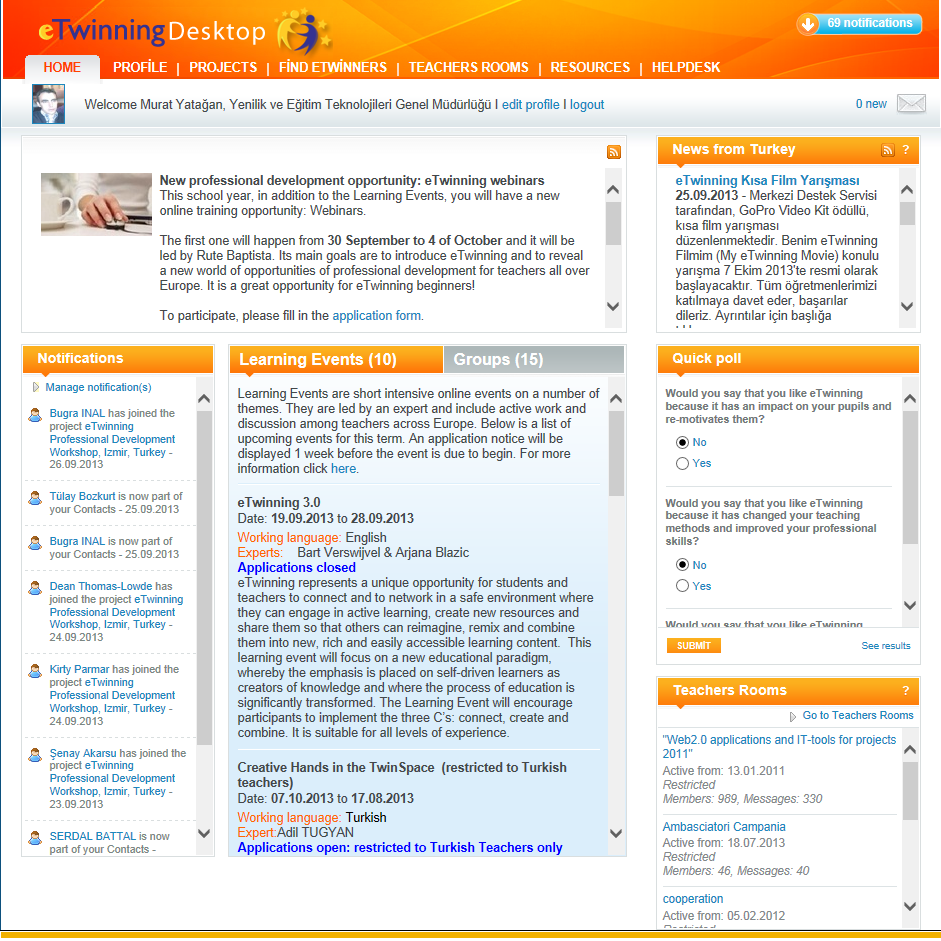 eTwinning Desktop
69 notifications
HOME PROFİLE | PROJECTS | FİND ETWİNNERS | TEACHERS ROOMS | RESOURCES | HELPDESK
Welcome Murat Yatağan, Yenilik ve Eğitim Teknolojileri Genel Müdürlüğü I edit profile I logout
0 new
New professional development opportunity: eTwinning webinars
This school year, in addition to the Learning Events, you will have a new
online training opportunity: Webinars.
The first one will happen from 30 September to 4 of October and it will be
led by Rute Baptista. Its main goals are to introduce eTwinning and to reveal
a new world of opportunities of professional development for teachers all over
Europe. It is a great opportunity for eTwinning beginners!
To participate, please fill in the application form.
News from Turkey ?
eTwinning Kısa Film Yarışması
25.09.2013 - Merkezi Destek Servisi
tarafından, GoPro Video Kit ödüllü,
kısa film yarışması
düzenlenmektedir. Benim eTwinning
Filmim (My eTwinning Movie) konulu
yarışma 7 Ekim 2013'te resmi olarak
başlayacaktır. Tüm öğretmenlerimizi
katılmaya davet eder, başarılar
dileriz. Ayrıntılar için başlığa
Notifications
Manage notification(s)
Bugra INAL has joined the
project eTwinning
Professional Development
Workshop, Izmir, Turkey -
26.09.2013
Tülay Bozkurt is now part of
your Contacts - 25.09.2013
Bugra INAL is now part of
your Contacts - 25.09.2013
Dean Thomas-Lowde has
joined the project eTwinning
Professional Development
Workshop, Izmir, Turkey -
24.09.2013
Kirty Parmar has joined the
project eTwinning
Professional Development
Workshop, Izmir, Turkey -
24.09.2013
Şenay Akarsu has joined the
project eTwinning
Professional Development
Workshop, Izmir, Turkey -
23.09.2013
SERDAL BATTAL is now
part of your Contacts -
Learning Events (10)
Groups (15)
Learning Events are short intensive online events on a number of
themes. They are led by an expert and include active work and
discussion among teachers across Europe. Below is a list of
upcoming events for this term. An application notice will be
displayed 1 week before the event is due to begin. For more
information click here.
eTwinning 3.0
Date: 19.09.2013 to 28.09.2013
Working language: English
Experts: Bart Verswijvel & Arjana Blazic
Applications closed
eTwinning represents a unique opportunity for students and
teachers to connect and to network in a safe environment where
they can engage in active learning, create new resources and
share them so that others can reimagine, remix and combine
them into new, rich and easily accessible learning content. This
learning event will focus on a new educational paradigm,
whereby the emphasis is placed on self-driven learners as
creators of knowledge and where the process of education is
significantly transformed. The Learning Event will encourage
participants to implement the three C's: connect, create and
combine. It is suitable for all levels of experience.
Creative Hands in the TwinSpace (restricted to Turkish
teachers)
Date: 07.10.2013 to 17.08.2013
Working language: Turkish
Expert:Adil TUGYAN
Applications open: restricted to Turkish Teachers only
Quick poll
Would you say that you like eTwinning
because it has an impact on your pupils and
re-motivates them?
No
Yes
Would you say that you like eTwinning
because it has changed your teaching
methods and improved your professional
skills?
No
Yes
Would you say that you like eTwinning
SUBMIT
See results
Teachers Rooms ?
Go to Teachers Rooms
"Web2.0 applications and IT-tools for projects
2011"
Active from: 13.01.2011
Restricted
Members: 989, Messages: 330
Ambasciatori Campania
Active from: 18.07.2013
Restricted
Members: 46, Messages: 40
cooperation
Active from: 05.02.2012